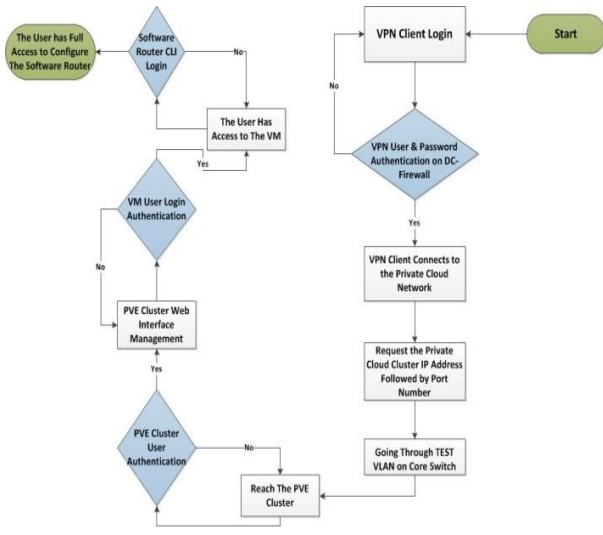 Start
VPN Client Login
No
VPN User & Password
Authentication on DC-
Firewall
Yes
VPN Client Connects to
the Private Cloud
Network
Request the Private
Cloud Cluster IP Address
Followed by Port
Number
Going Through TEST
VLAN on Core Switch
Reach The PVE
Cluster
No
PVE Cluster
User
Authentication
Yes
PVE Cluster Web
Interface
Management
No
VM User Login
Authentication
Yes
The User Has
Access to The VM
No
Software
Router CLI
Login
The User has Full
Access to Configure
The Software Router